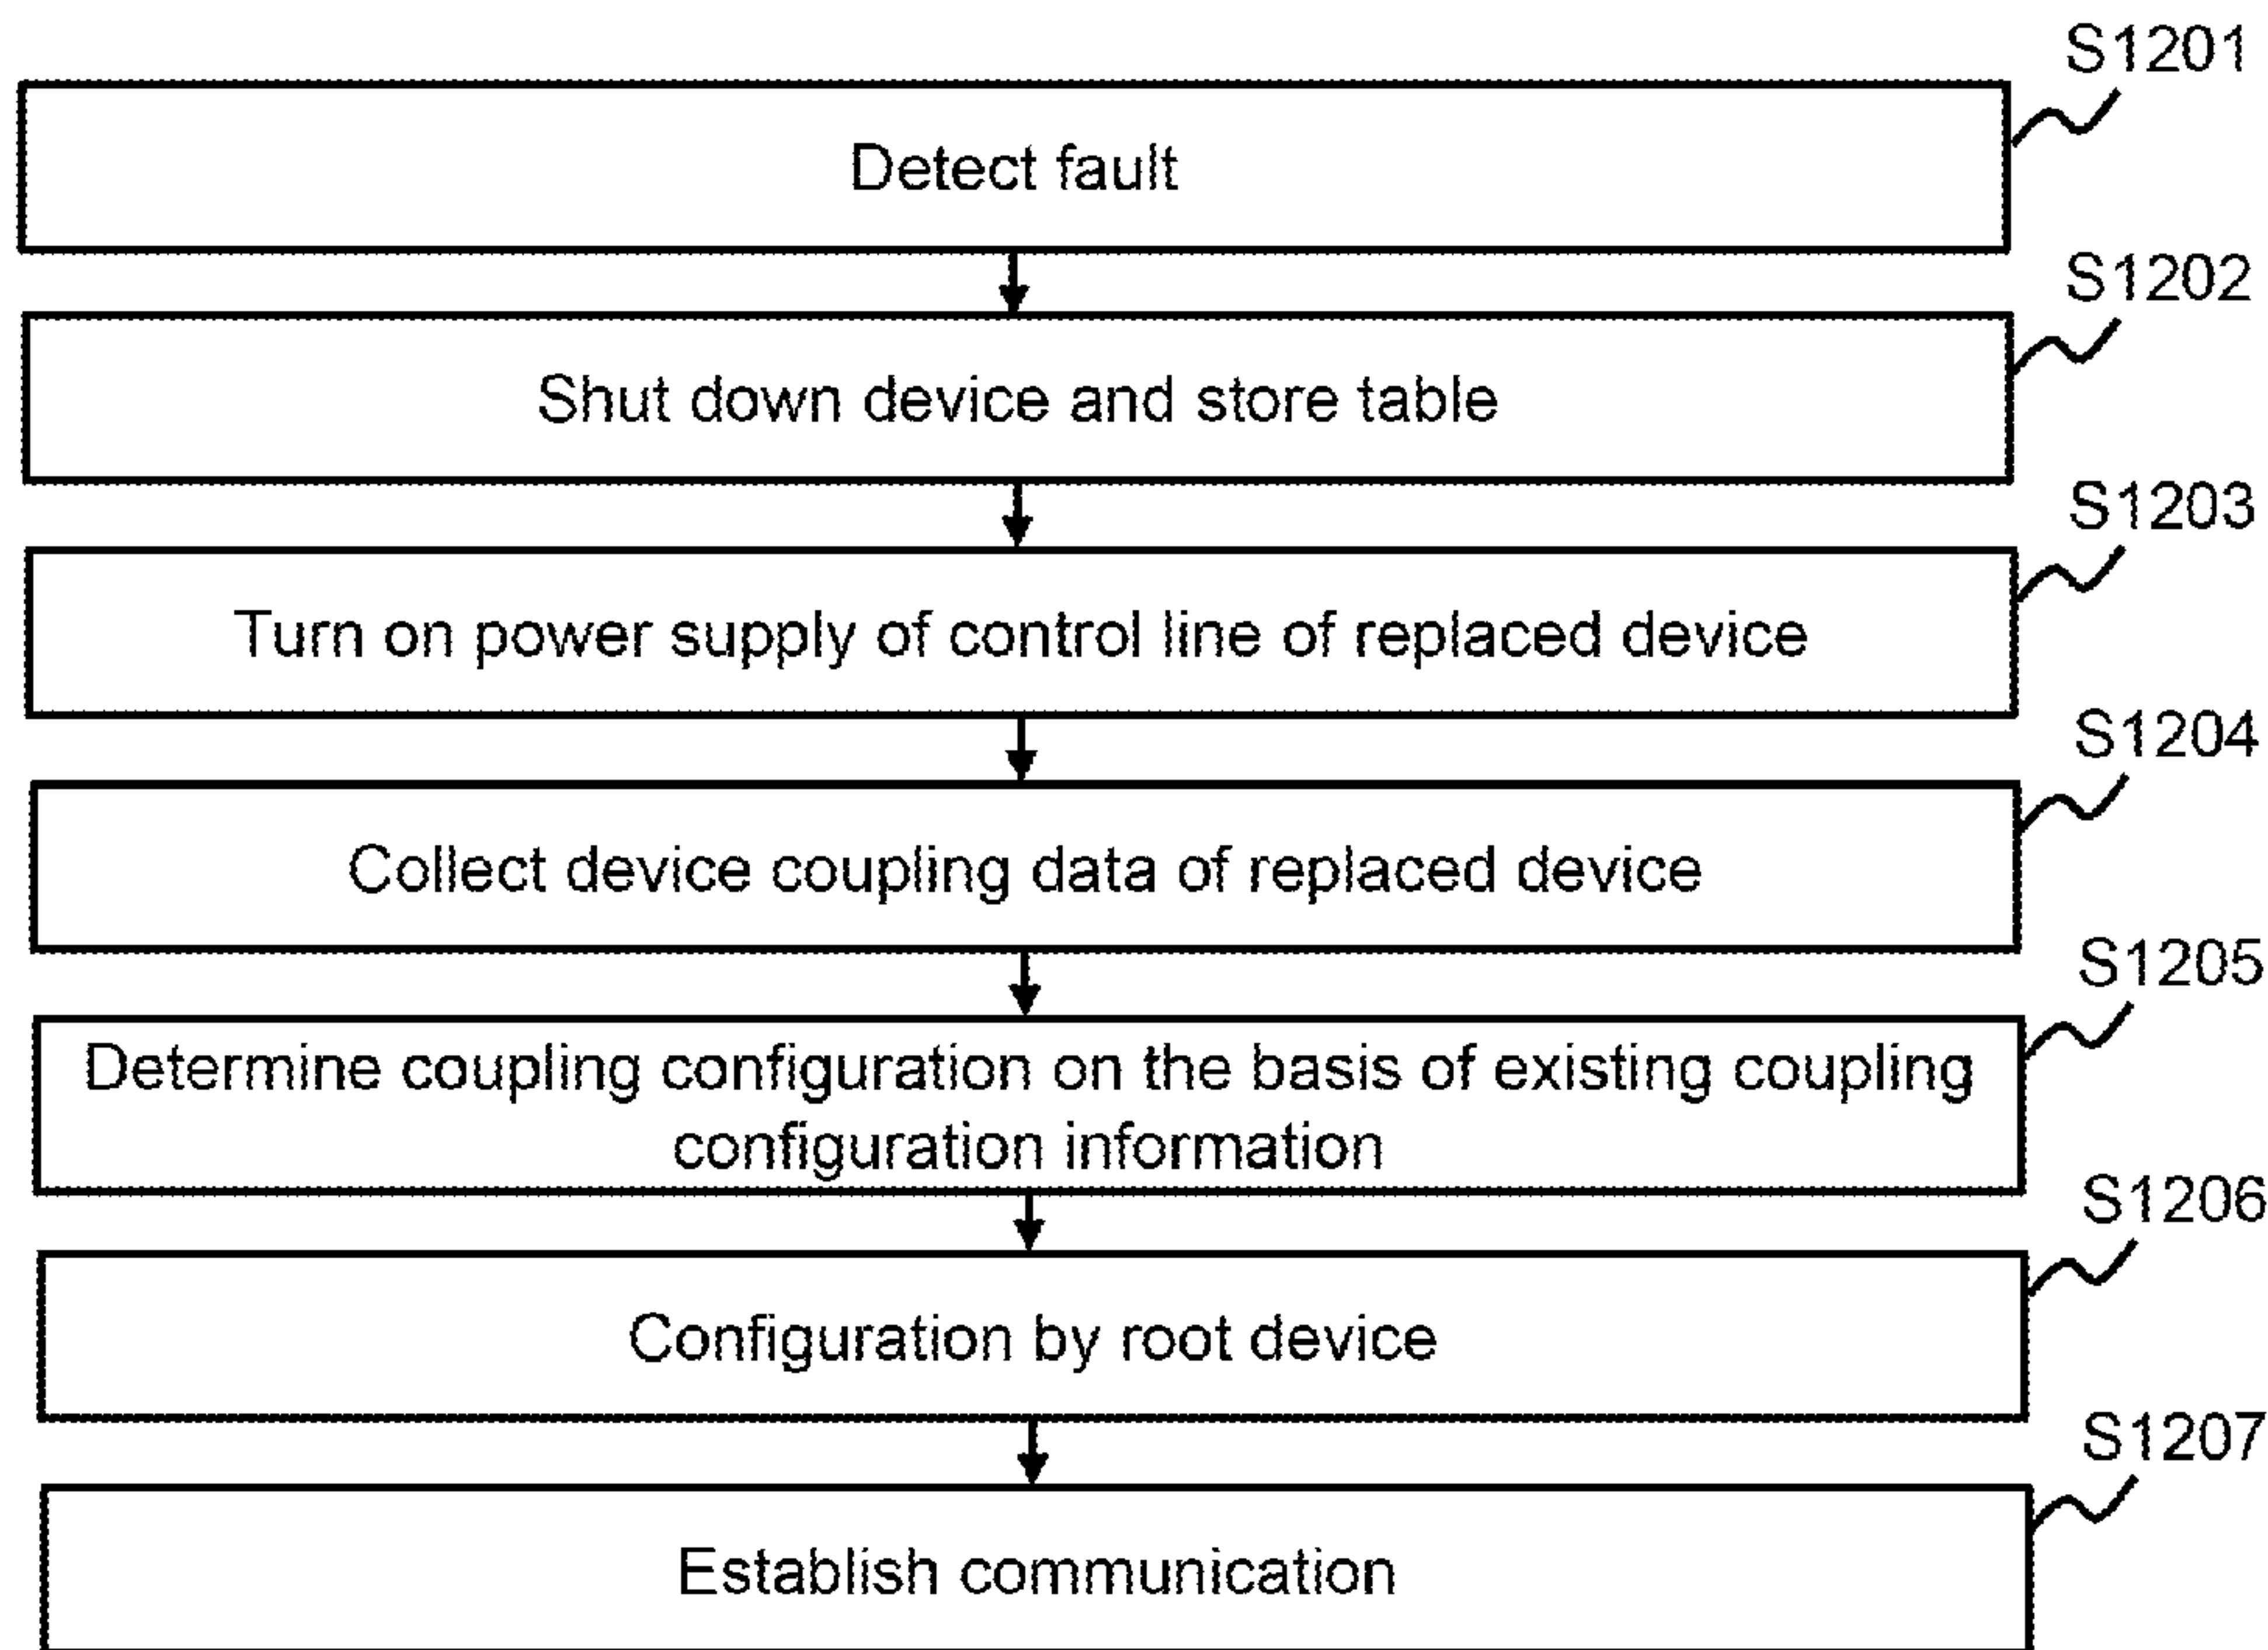 S1201
Detect fault
S1202
Shut down device and store table
S1203
Turn on power supply of control line of replaced device
S1204
Collect device coupling data of replaced device
S1205
Determine coupling configuration on the basis of existing coupling
configuration information
S1206
Configuration by root device
S1207
Establish communication